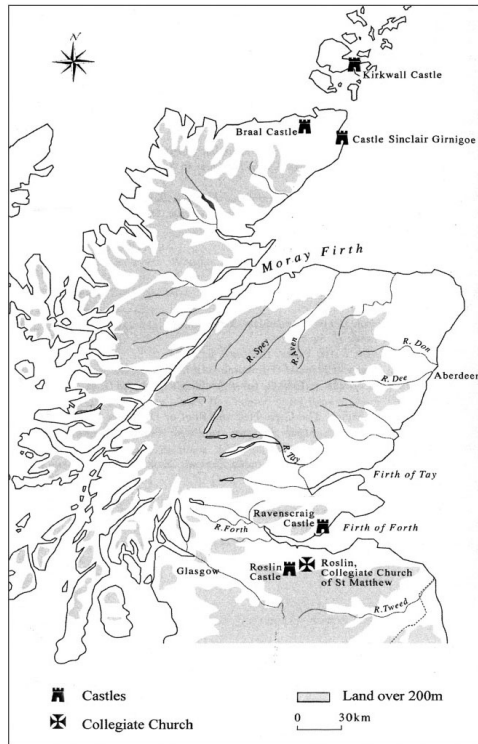 N
Kirkwall Castle
Braal Castle
Castle Sinclair Girnigoe
Moray Firth
R. Spey
R. Aven
R. Don
Aberdeen
R. Dee
R. Tay
Firth of Tay
Ravenscraig
Castle
Firth of Forth
R. Forth
Glasgow
Roslin
Castle
Roslin,
Collegiate Church
of St Matthew
R. Tweed
Castles
Land over 200m
Collegiate Church
0 30km